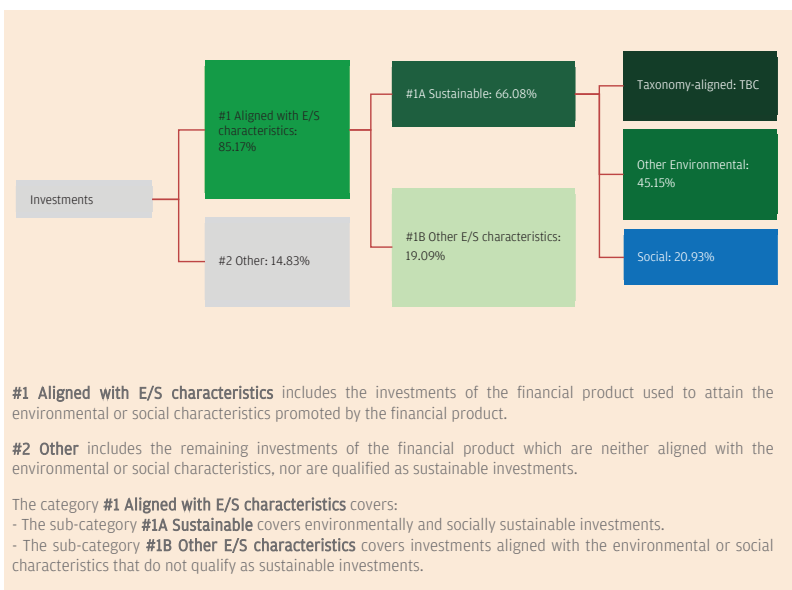 Investments
#1 Aligned with E/S
characteristics:
85.17%
#2 Other: 14.83%
#1A Sustainable: 66.08%
#1B Other E/S characteristics:
19.09%
Taxonomy-aligned: TBC
Other Environmental:
45.15%
Social: 20.93%
#1 Aligned with E/S characteristics includes the investments of the financial product used to attain the
environmental or social characteristics promoted by the financial product.
#2 Other includes the remaining investments of the financial product which are neither aligned with the
environmental or social characteristics, nor are qualified as sustainable investments.
The category #1 Aligned with E/S characteristics covers:
- The sub-category #1A Sustainable covers environmentally and socially sustainable investments.
- The sub-category #1B Other E/S characteristics covers investments aligned with the environmental or social
characteristics that do not qualify as sustainable investments.